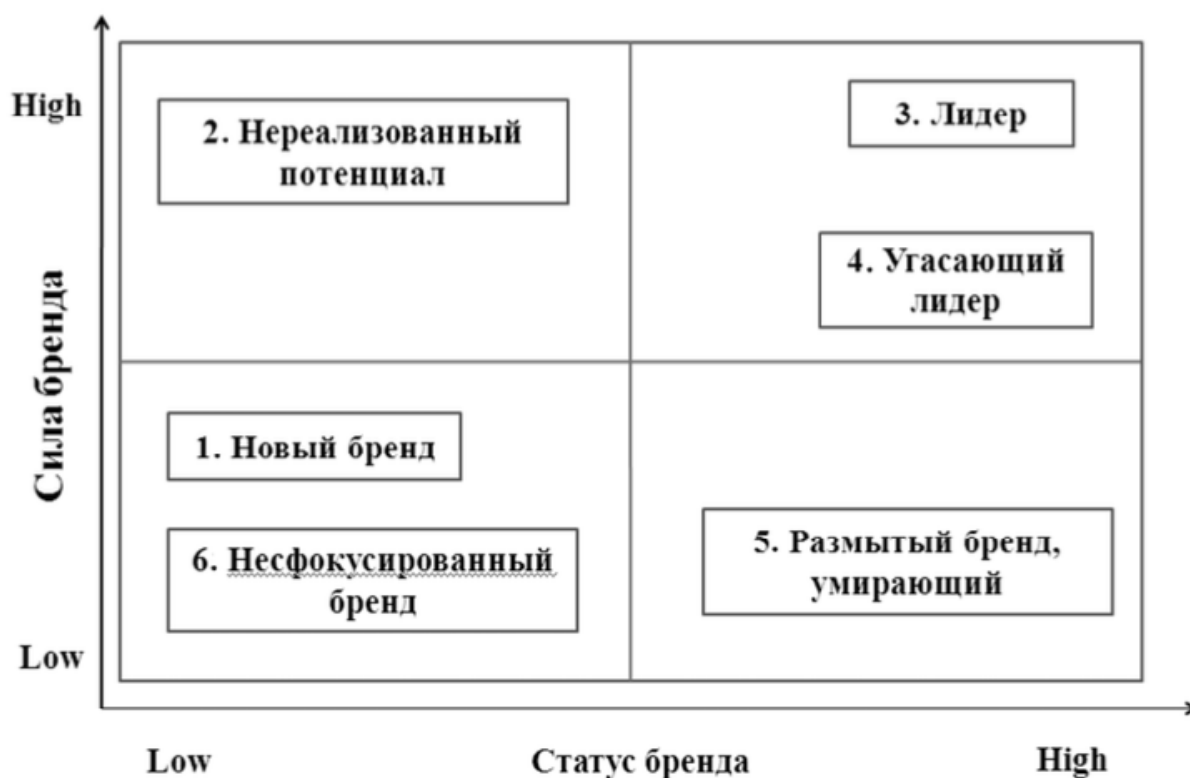 High
2. Нереализованный
потенциал
3. Лидер
4. Угасающий
лидер
Сила бренда
1. Новый бренд
6. Несфокусированный
бренд
5. Размытый бренд,
умирающий
Low
Low
Статус бренда
High